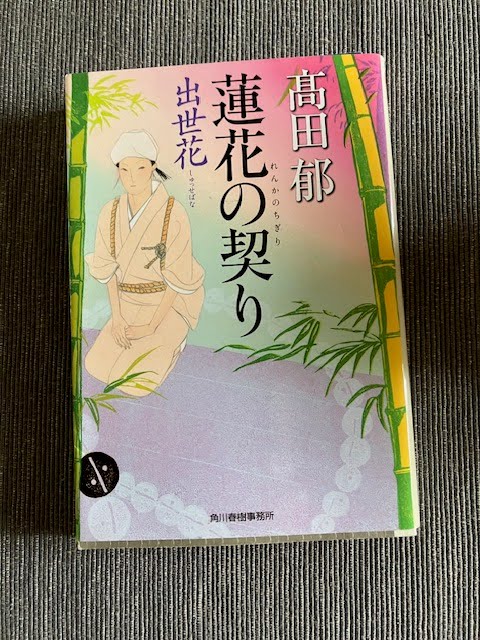 髙田郁
蓮花の契り
れんかのちぎり
出世花
しゅっせばな
角川春樹事務所